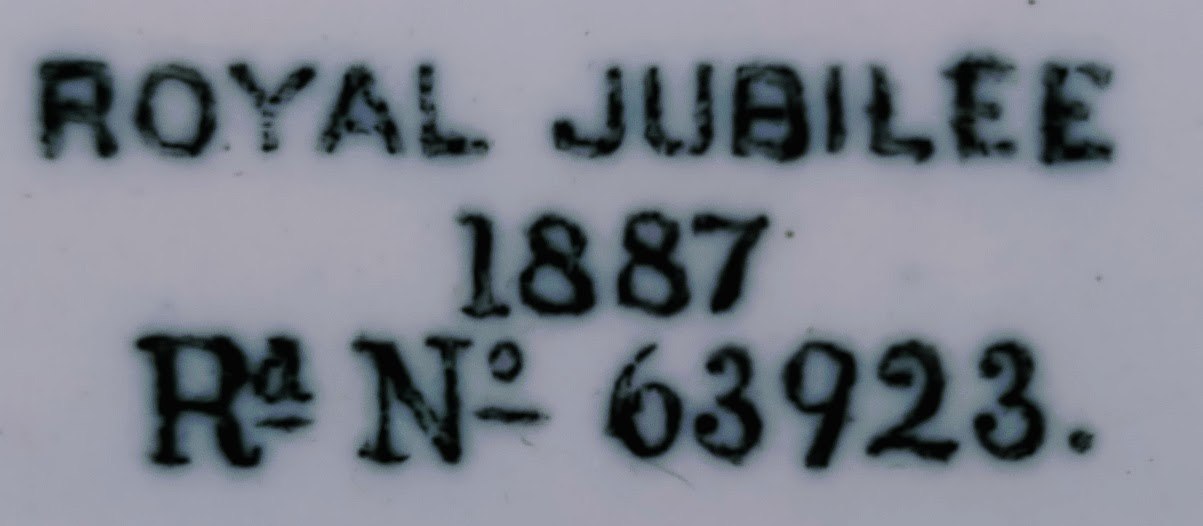 ROYAL JUBILEE
1887
Rd No 63923.